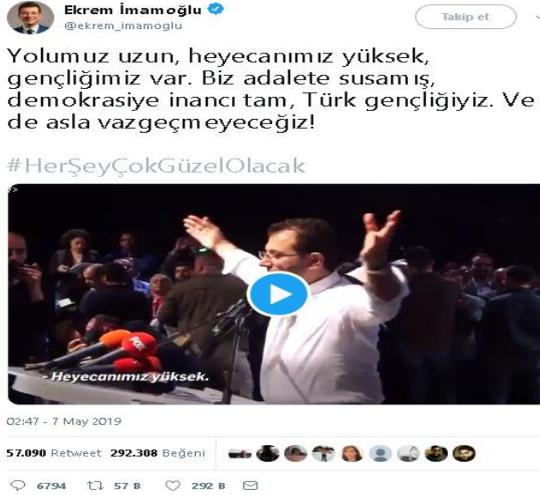 Ekrem İmamoğlu
@ekrem_imamoglu
Takip et
Yolumuz uzun, heyecanımız yüksek,
gençliğimiz var. Biz adalete susamış,
demokrasiye inancı tam, Türk gençliğiyiz. Ve
de asla vazgeçmeyeceğiz!
#HerŞeyÇokGüzelOlacak
- Heyecanımız yüksek.
02:47 - 7 May 2019
57.090 Retweet 292.308 Beğeni
6794 57 B 292 B